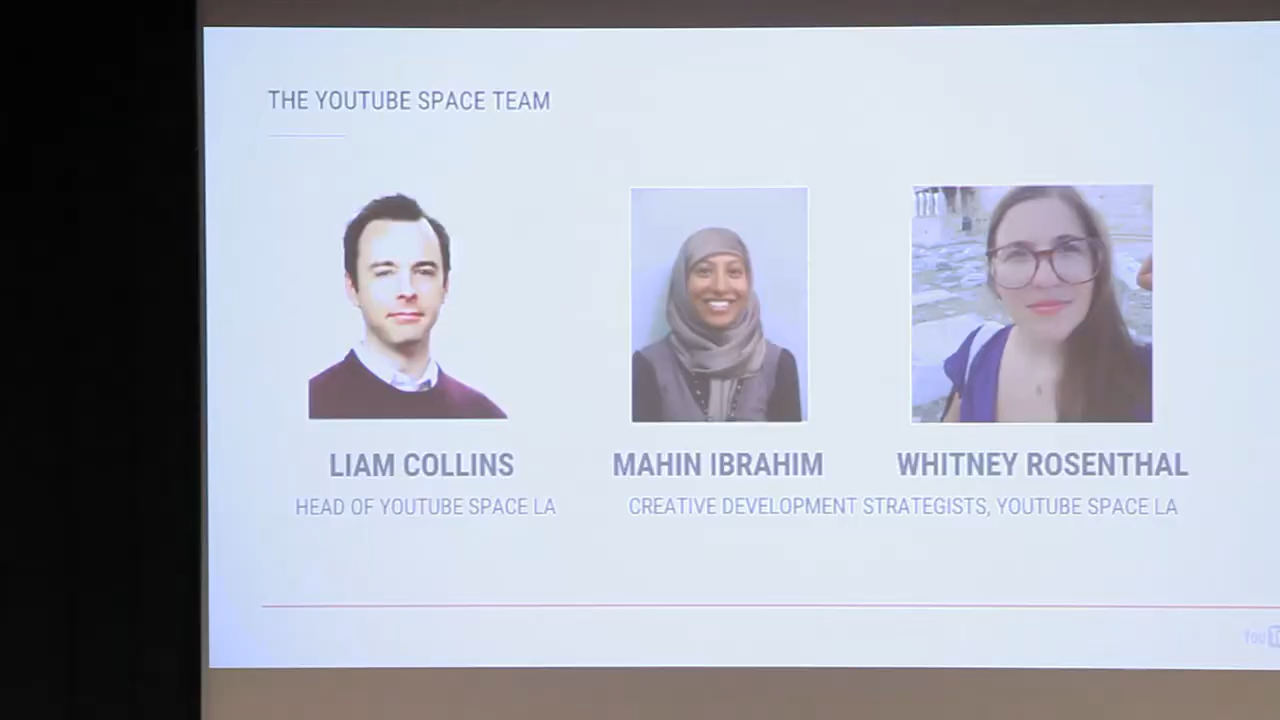 THE YOUTUBE SPACE TEAM
LIAM COLLINS
MAHIN IBRAHIM
WHITNEY ROSENTHAL
HEAD OF YOUTUBE SPACE LA
CREATIVE DEVELOPMENT STRATEGISTS, YOUTUBE SPACE LA